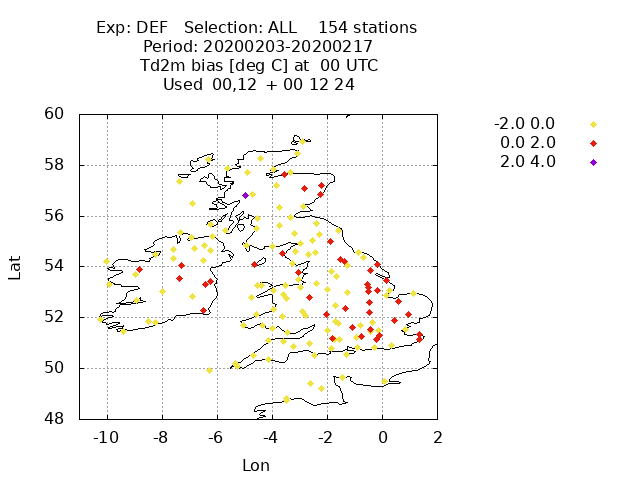 Exp: DEF   Selection: ALL    154 stations
Period: 20200203-20200217
Td2m bias [deg C] at  00 UTC
Used  00,12  + 00 12 24
-2.0 0.0
0.0 2.0
2.0 4.0
60
58
56
54
52
50
48
Lat
-10 -8 -6 -4 -2 0 2
Lon